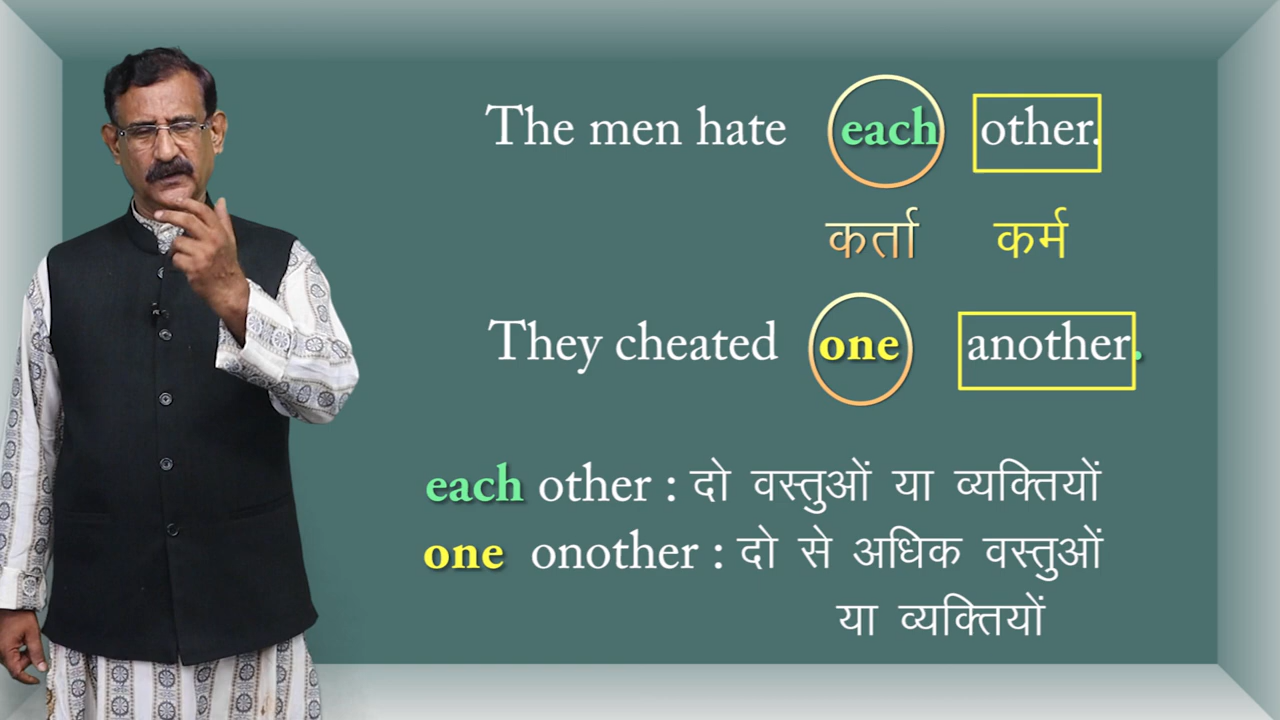 The men hate each other.
कर्ता कर्म
They cheated one another.
each other : दो वस्तुओं या व्यक्तियों
one onother : दो से अधिक वस्तुओं
या व्यक्तियों